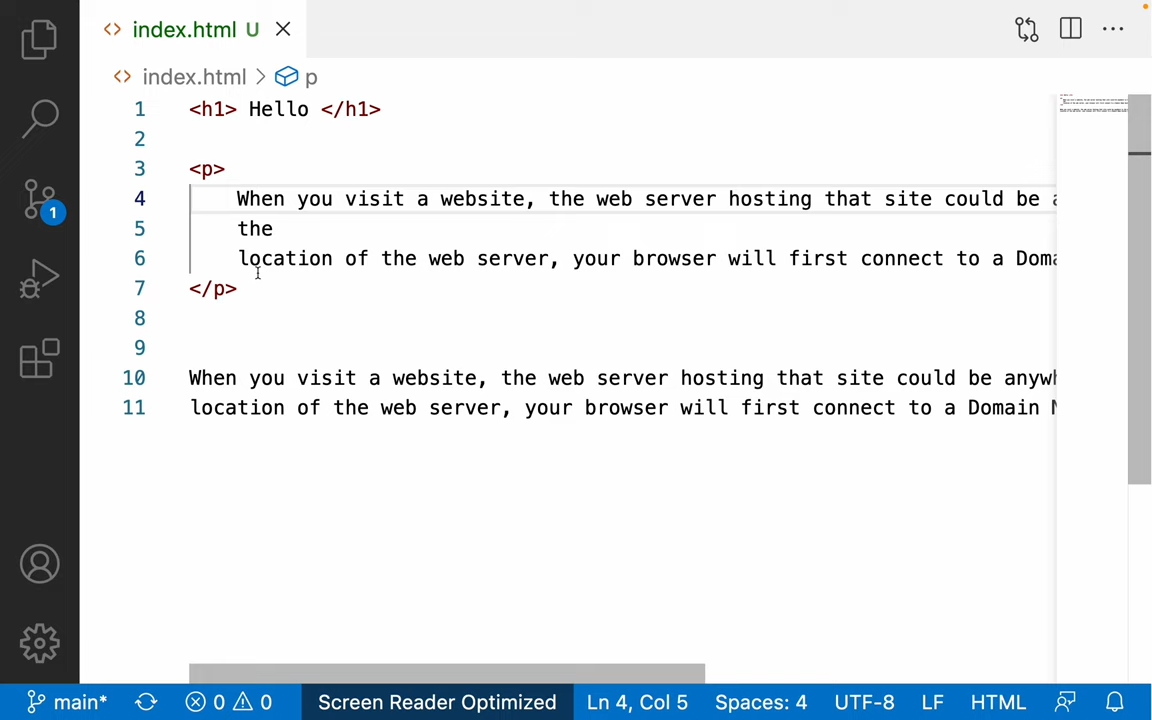 index.html U
index.html > p
1 <h1> Hello </h1>
2
3 <p>
4 When you visit a website, the web server hosting that site could be
5 the
6 location of the web server, your browser will first connect to a
7 </p>
8
9
10 When you visit a website, the web server hosting that site could be
11 location of the web server, your browser will first connect to a Domain
1
main* 0 0 Screen Reader Optimized Ln 4, Col 5 Spaces: 4 UTF-8 LF HTML